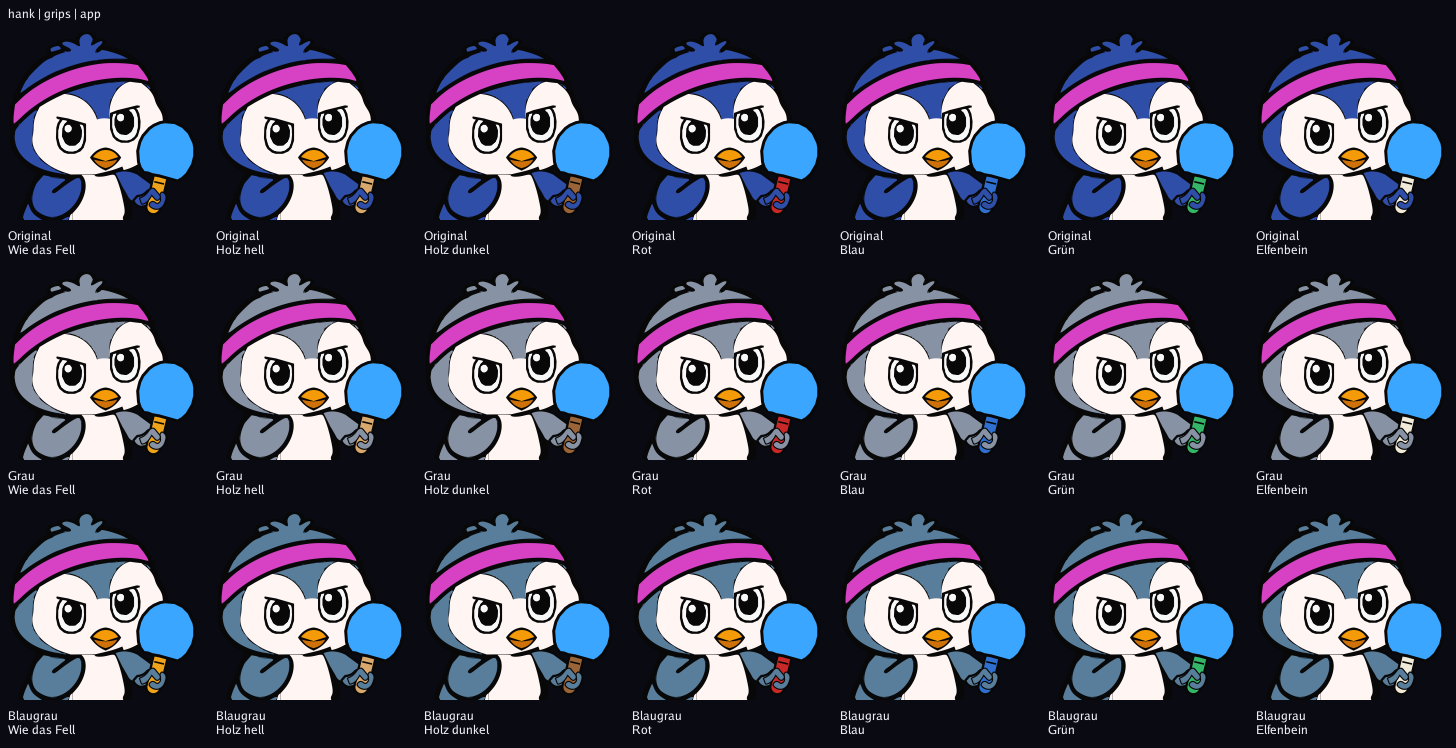 hank | grips | app
Original
Wie das Fell
Original
Holz hell
Original
Holz dunkel
Original
Rot
Original
Blau
Original
Grün
Original
Elfenbein
Grau
Wie das Fell
Grau
Holz hell
Grau
Holz dunkel
Grau
Rot
Grau
Blau
Grau
Grün
Grau
Elfenbein
Blaugrau
Wie das Fell
Blaugrau
Holz hell
Blaugrau
Holz dunkel
Blaugrau
Rot
Blaugrau
Blau
Blaugrau
Grün
Blaugrau
Elfenbein